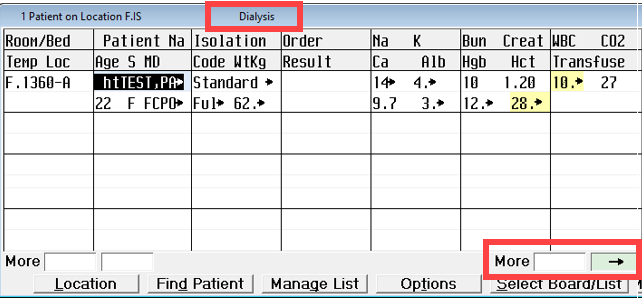 1 Patient on Location F.IS Dialysis
Room/Bed Patient Na Isolation Order Na K Bun Creat WBC CO2
Temp Loc Age S MD Code WtKg Result Ca Alb Hgb Hct Transfuse
F.1360-A htTEST,PA➔ Standard ➔ 14➔ 4.➔ 10 1.20 10.➔ 27
22 F FCPO➔ Ful➔ 62.➔ 9.7 3.➔ 12.➔ 28.➔
More More →
Location Find Patient Manage List Options Select Board/List